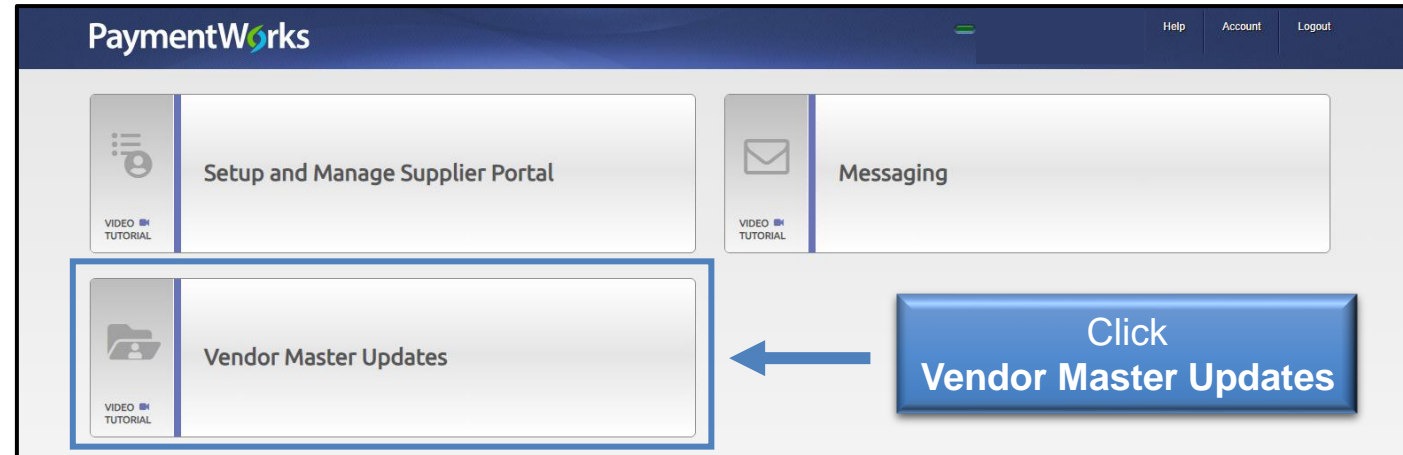 PaymentWorks
Help Account Logout
Setup and Manage Supplier Portal
VIDEO
TUTORIAL
Messaging
VIDEO
TUTORIAL
Vendor Master Updates
VIDEO
TUTORIAL
Click
Vendor Master Updates